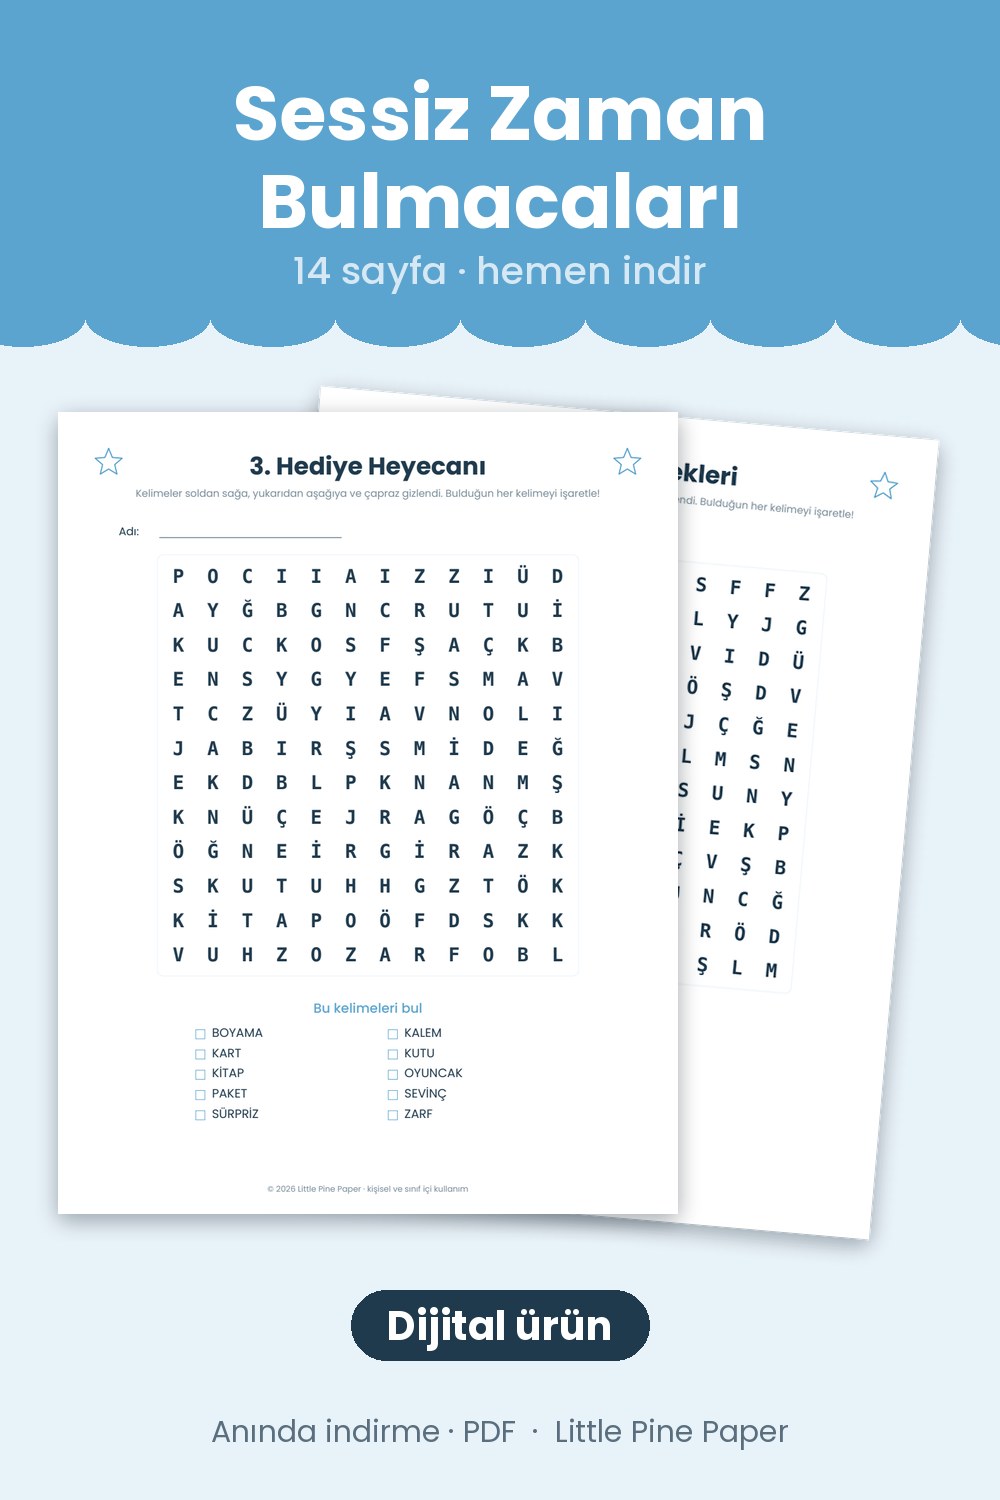 Sessiz Zaman
Bulmacaları
14 sayfa · hemen indir
3. Hediye Heyecanı
Kelimeler soldan sağa, yukarıdan aşağıya ve çapraz gizlendi. Bulduğun her kelimeyi işaretle!
Adı:
P O C I I A I Z Z I Ü D
A Y Ğ B G N C R U T U İ
K U C K O S F Ş A Ç K B
E N S Y G Y E F S M A V
T C Z Ü Y I A V N O L I
J A B I R Ş S M İ D E Ğ
E K D B L P K N A N M Ş
K N Ü Ç E J R A G Ö Ç B
Ö Ğ N E İ R G İ R A Z K
S K U T U H H G Z T Ö K
K İ T A P O Ö F D S K K
V U H Z O Z A R F O B L
Bu kelimeleri bul
BOYAMA
KART
KİTAP
PAKET
SÜRPRİZ
KALEM
KUTU
OYUNCAK
SEVİNÇ
ZARF
© 2026 Little Pine Paper · kişisel ve sınıf içi kullanım
ekleri
endi. Bulduğun her kelimeyi işaretle!
S F F Z
L Y J G
V I D Ü
Ö Ş D V
J Ç Ğ E
L M S N
S U N Y
İ E K P
V Ş B
N C Ğ
R Ö D
Ş L M
Dijital ürün
Anında indirme · PDF · Little Pine Paper